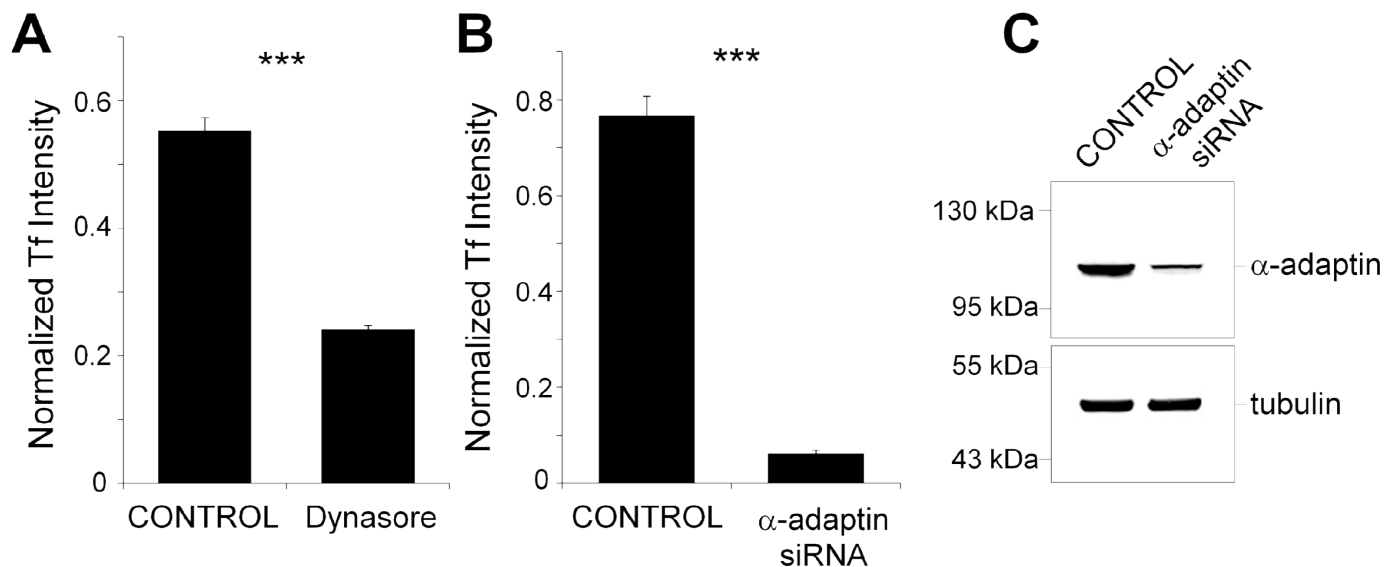 A
Normalized Tf Intensity
***
0.6
0.4
0.2
0
CONTROL
Dynasore
B
Normalized Tf Intensity
***
0.8
0.6
0.4
0.2
0
CONTROL
α-adaptin
siRNA
C
CONTROL
α-adaptin
siRNA
130 kDa
α-adaptin
95 kDa
55 kDa
tubulin
43 kDa